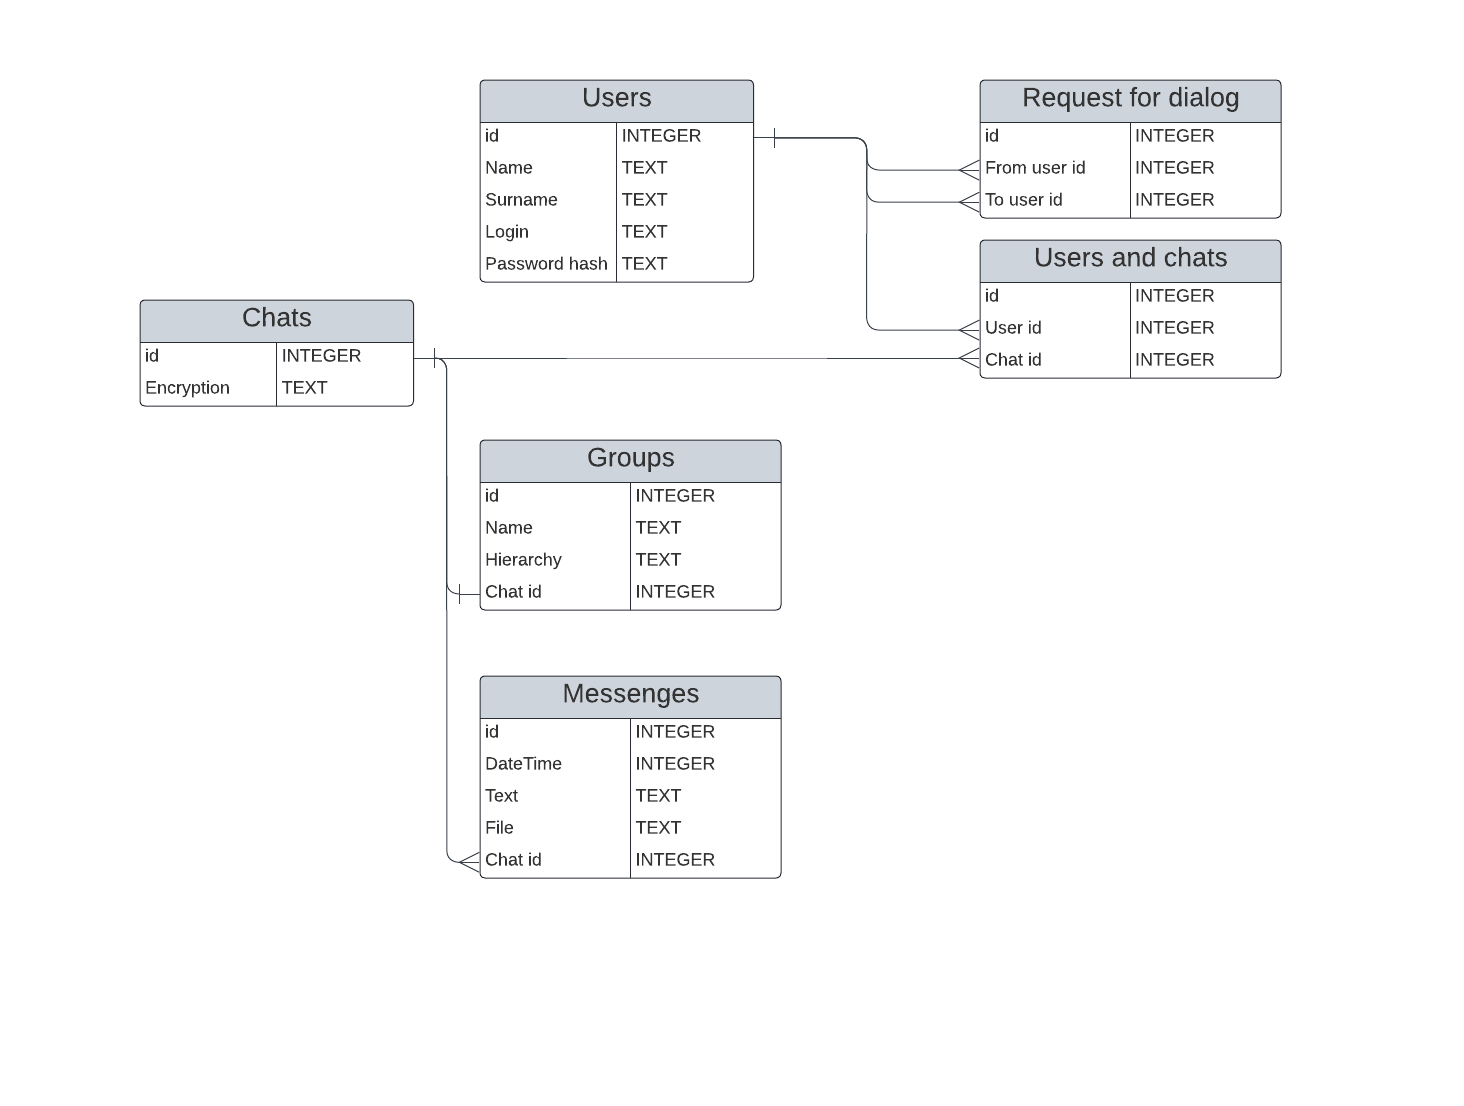 Users
id INTEGER
Name TEXT
Surname TEXT
Login TEXT
Password hash TEXT
Request for dialog
id INTEGER
From user id INTEGER
To user id INTEGER
Users and chats
id INTEGER
User id INTEGER
Chat id INTEGER
Chats
id INTEGER
Encryption TEXT
Groups
id INTEGER
Name TEXT
Hierarchy TEXT
Chat id INTEGER
Messenges
id INTEGER
DateTime INTEGER
Text TEXT
File TEXT
Chat id INTEGER